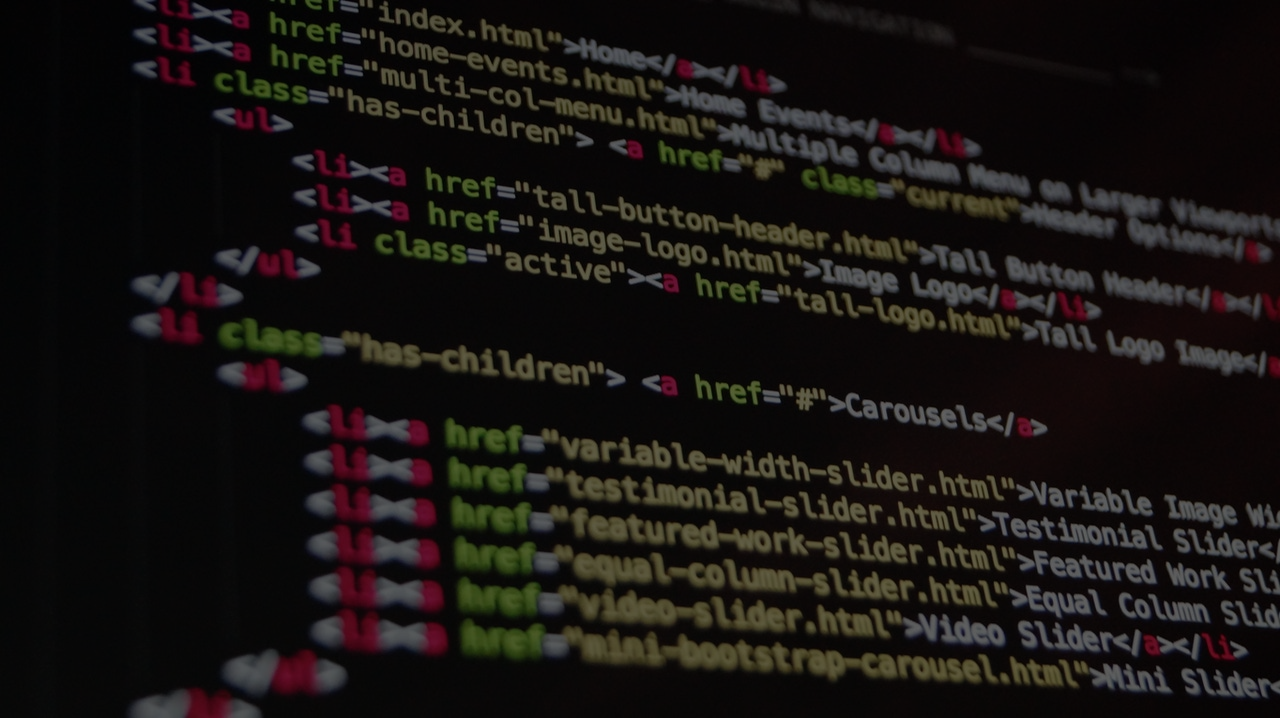 NAVIGATION
href="index.html">Home</a></li>
<li><a href="home-events.html">Home Events</a></li>
<li><a href="multi-col-menu.html">Multiple Column Menu on Larger Viewports
<li class="has-children"> <a href="#" class="current">Header Options</a>
<ul>
<li><a href="tall-button-header.html">Tall Button Header</a></li
<li><a href="image-logo.html">Image Logo</a></li>
<li class="active"><a href="tall-logo.html">Tall Logo Image</a
</ul>
</li>
<li class="has-children"> <a href="#">Carousels</a>
<ul>
<li><a href="variable-width-slider.html">Variable Image
<li><a href="testimonial-slider.html">Testimonial Slider</
<li><a href="featured-work-slider.html">Featured Work Sli
<li><a href="equal-column-slider.html">Equal Column Slid
<li><a href="video-slider.html">Video Slider</a></li>
<li><a href="mini-bootstrap-carousel.html">Mini Slider<
</ul>
</li>